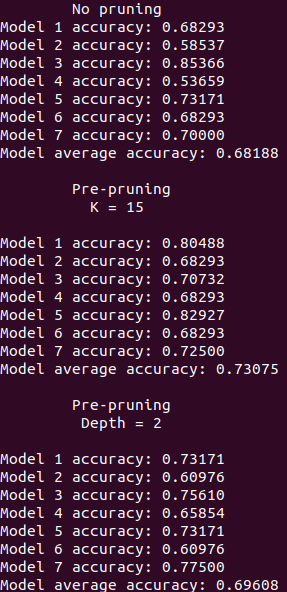 No pruning
Model 1 accuracy: 0.68293
Model 2 accuracy: 0.58537
Model 3 accuracy: 0.85366
Model 4 accuracy: 0.53659
Model 5 accuracy: 0.73171
Model 6 accuracy: 0.68293
Model 7 accuracy: 0.70000
Model average accuracy: 0.68188
Pre-pruning
K = 15
Model 1 accuracy: 0.80488
Model 2 accuracy: 0.68293
Model 3 accuracy: 0.70732
Model 4 accuracy: 0.68293
Model 5 accuracy: 0.82927
Model 6 accuracy: 0.68293
Model 7 accuracy: 0.72500
Model average accuracy: 0.73075
Pre-pruning
Depth = 2
Model 1 accuracy: 0.73171
Model 2 accuracy: 0.60976
Model 3 accuracy: 0.75610
Model 4 accuracy: 0.65854
Model 5 accuracy: 0.73171
Model 6 accuracy: 0.60976
Model 7 accuracy: 0.77500
Model average accuracy: 0.69608